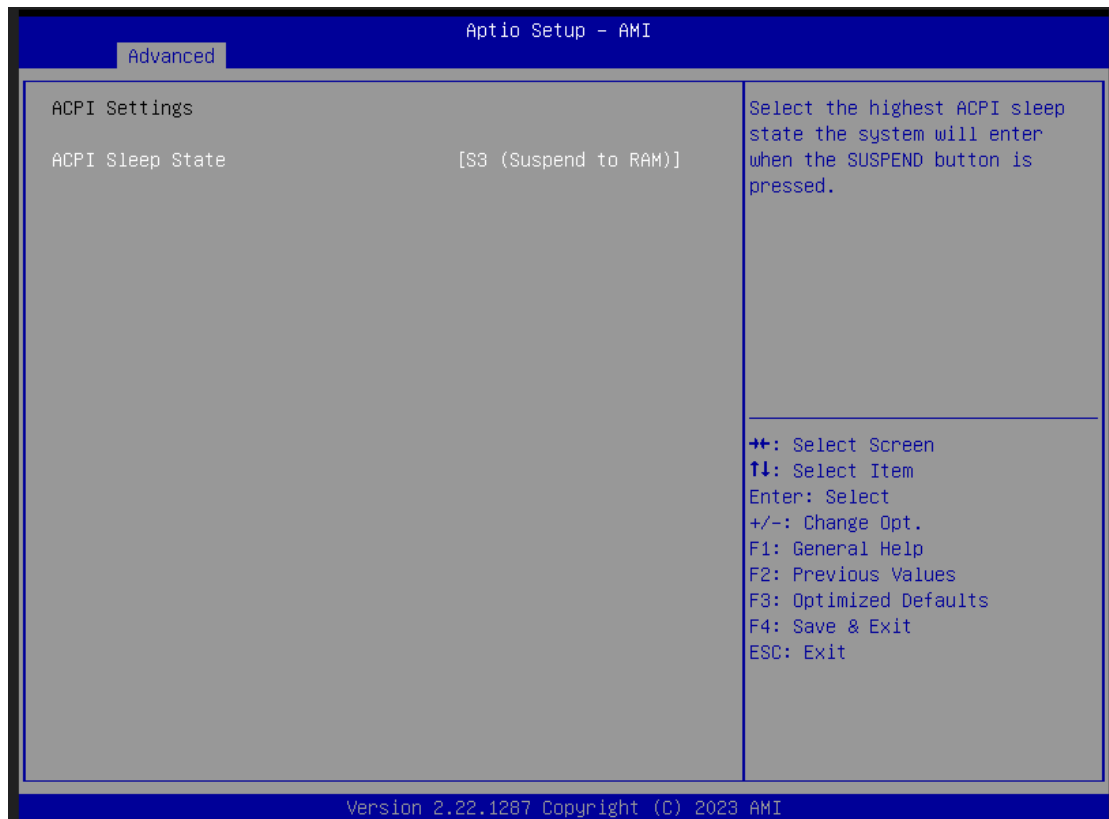 Aptio Setup – AMI
Advanced
ACPI Settings
ACPI Sleep State [S3 (Suspend to RAM)]
Select the highest ACPI sleep
state the system will enter
when the SUSPEND button is
pressed.
→←: Select Screen
↑↓: Select Item
Enter: Select
+/-: Change Opt.
F1: General Help
F2: Previous Values
F3: Optimized Defaults
F4: Save & Exit
ESC: Exit
Version 2.22.1287 Copyright (C) 2023 AMI